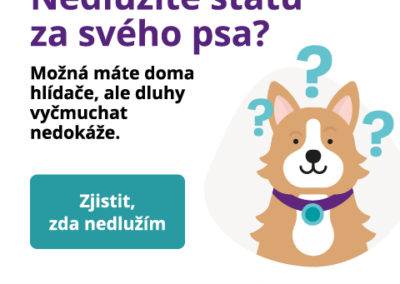 Nedlužíte státu
za svého psa?
Možná máte doma
hlídače, ale dluhy
vyčmuchat
nedokáže.
Zjistit,
zda nedlužím
?
?
?